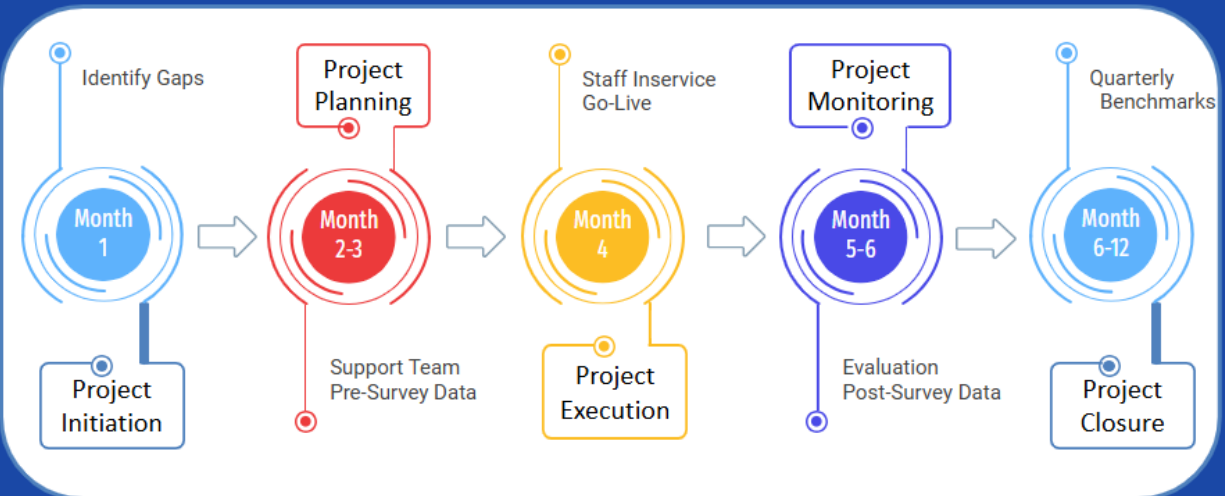 Identify Gaps
Month
1
Project
Initiation
Project
Planning
Month
2-3
Support Team
Pre-Survey Data
Staff Inservice
Go-Live
Month
4
Project
Execution
Project
Monitoring
Month
5-6
Evaluation
Post-Survey Data
Quarterly
Benchmarks
Month
6-12
Project
Closure